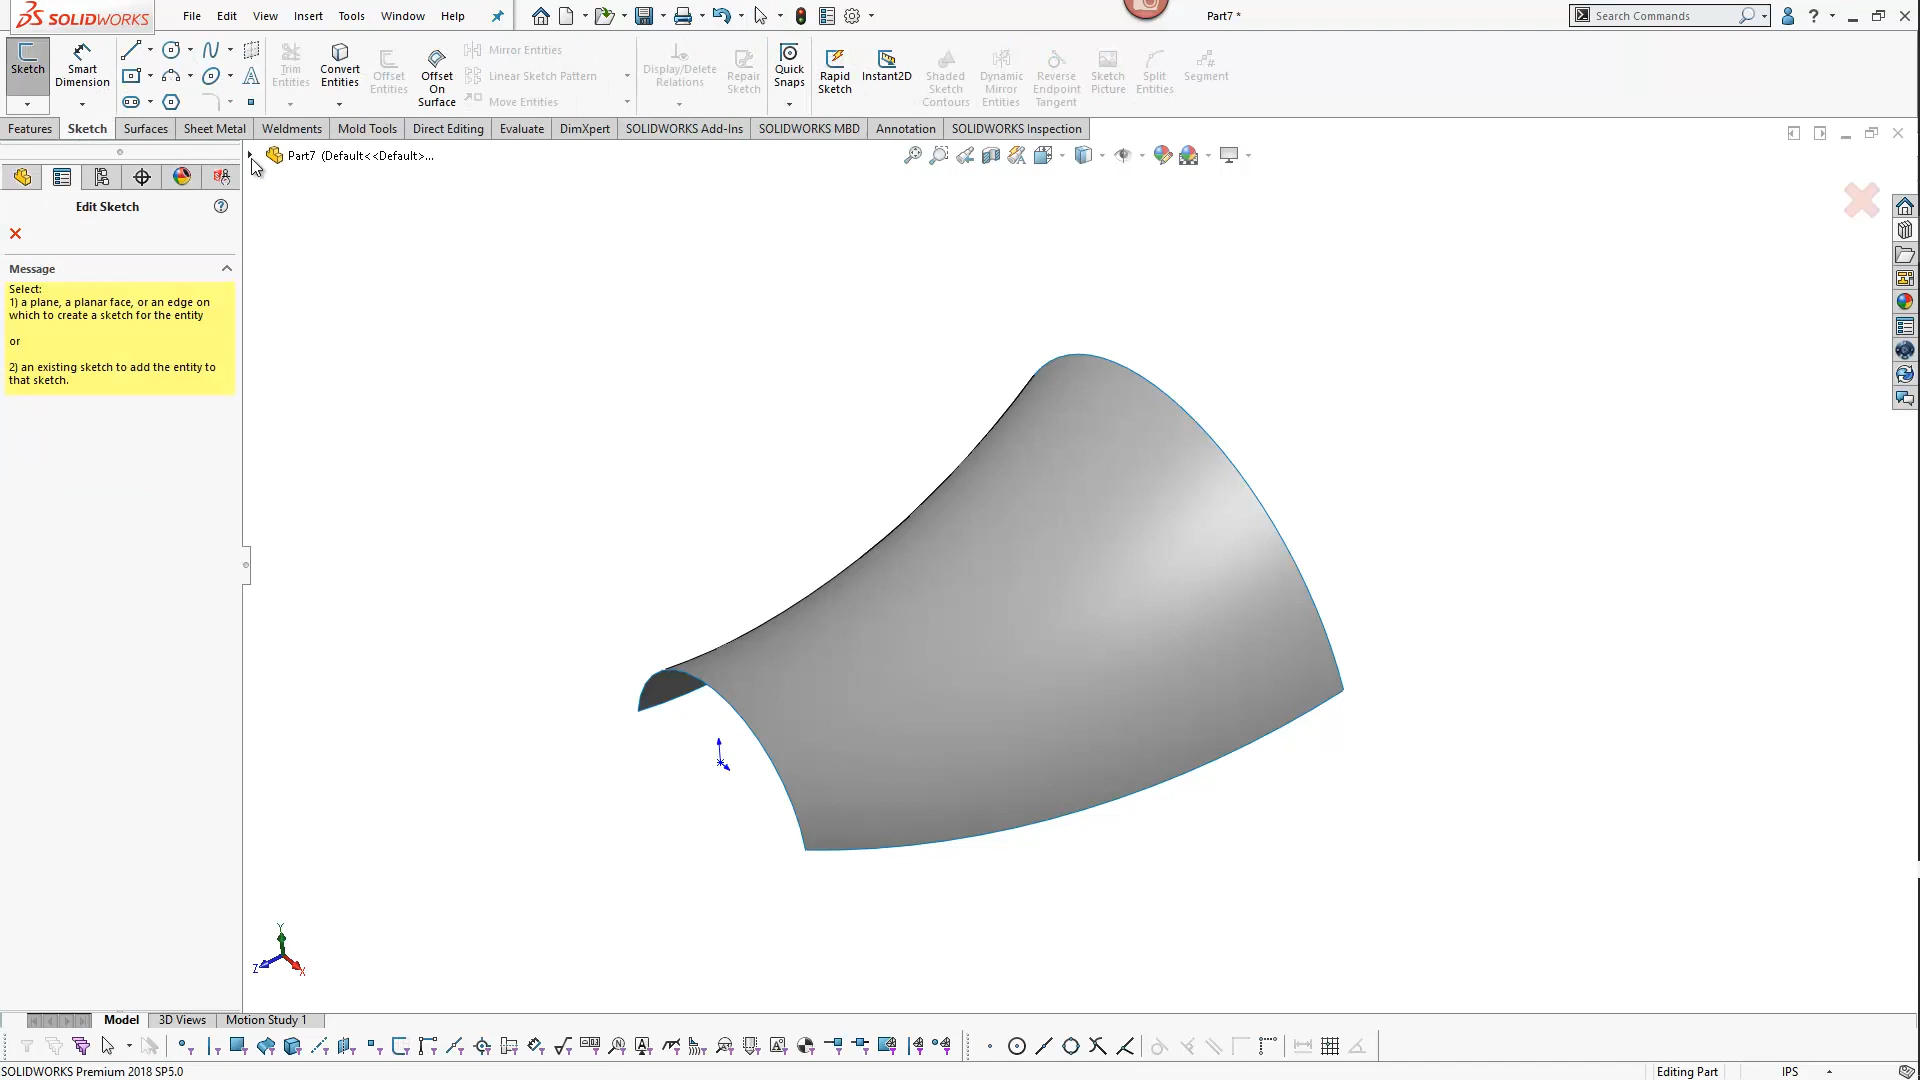 SOLIDWORKS
File Edit View Insert Tools Window Help
Part7 *
Search Commands
Sketch
Smart Dimension
Trim Entities
Convert Entities
Offset Entities
Offset On Surface
Mirror Entities
Linear Sketch Pattern
Move Entities
Display/Delete Relations
Repair Sketch
Quick Snaps
Rapid Sketch
Instant2D
Shaded Sketch Contours
Dynamic Mirror Entities
Reverse Endpoint Tangent
Sketch Picture
Split Entities
Segment
Features Sketch Surfaces Sheet Metal Weldments Mold Tools Direct Editing Evaluate DimXpert SOLIDWORKS Add-Ins SOLIDWORKS MBD Annotation SOLIDWORKS Inspection
Part7 (Default<<Default>...
Edit Sketch
Message
Select:
1) a plane, a planar face, or an edge on
which to create a sketch for the entity
or
2) an existing sketch to add the entity to
that sketch.
Y
Z
X
Model 3D Views Motion Study 1
SOLIDWORKS Premium 2018 SP5.0
Editing Part
IPS